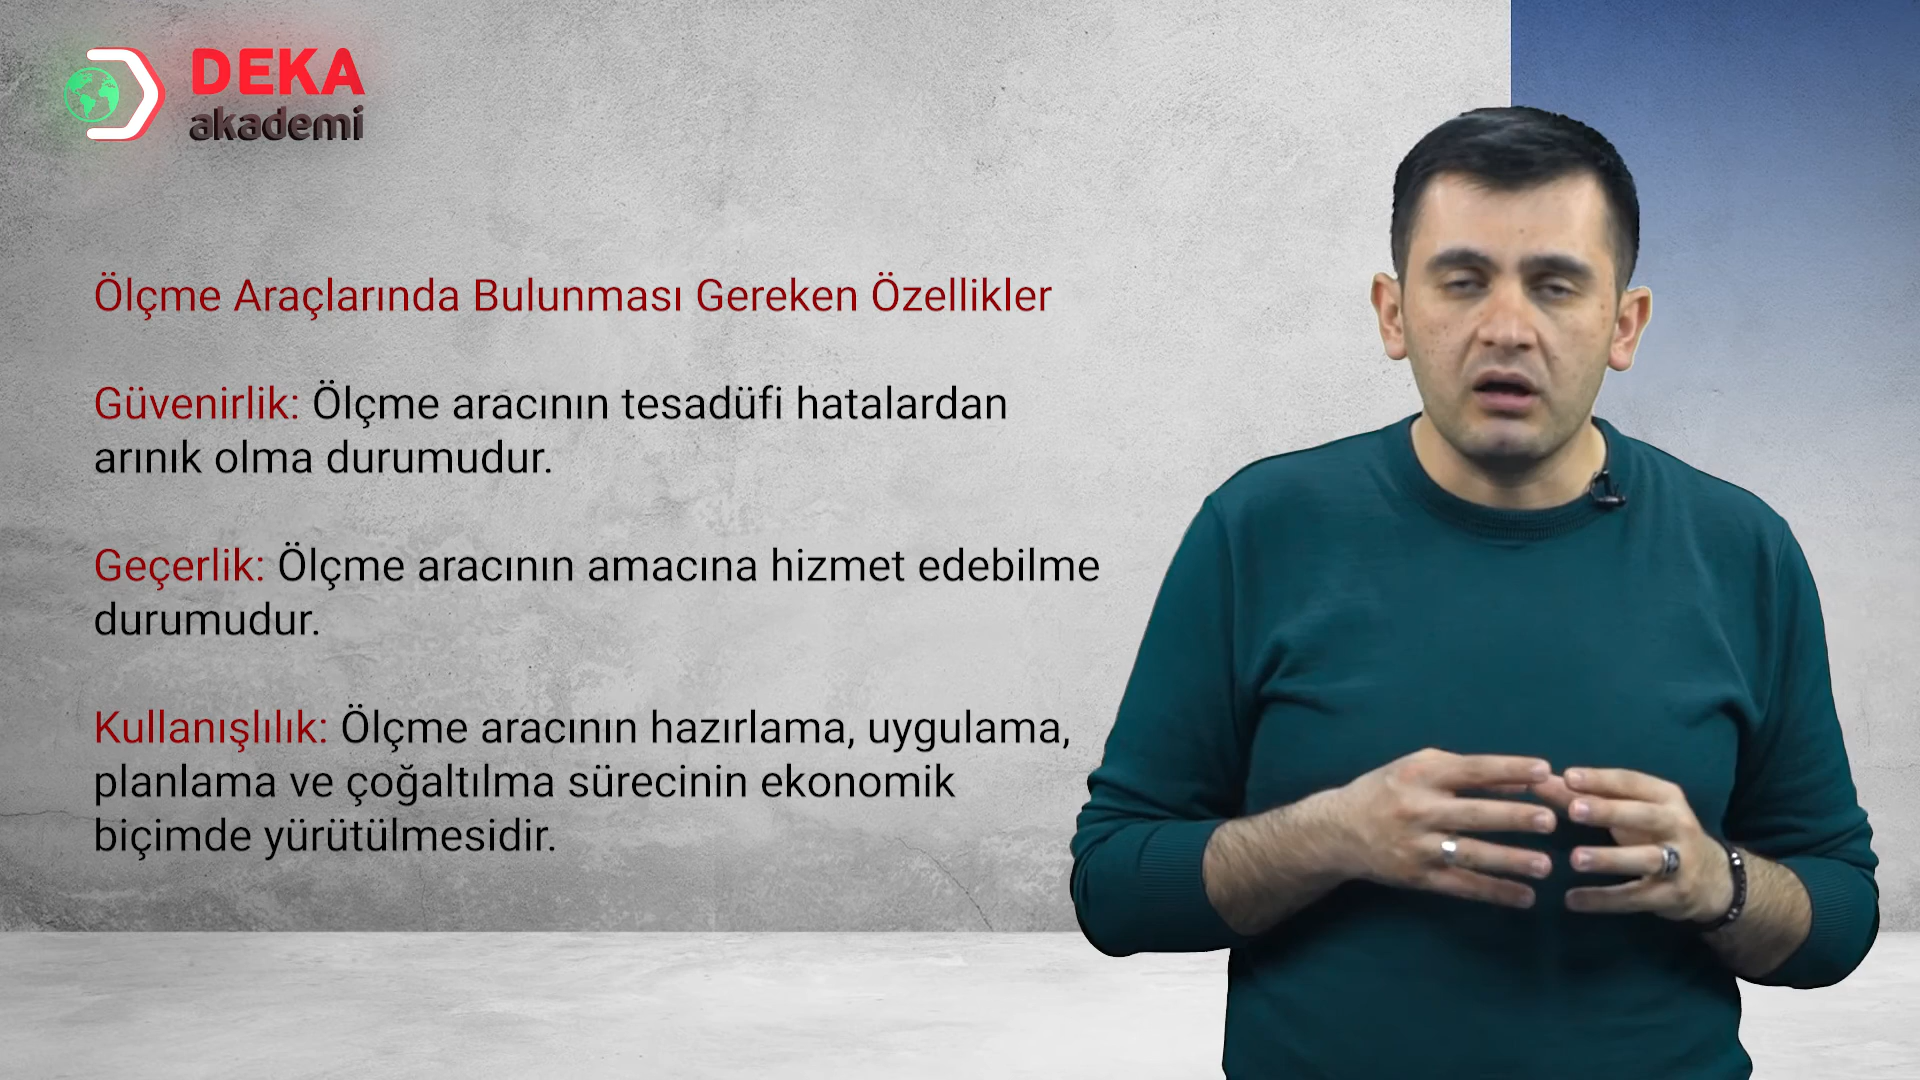 DEKA
akademi
Ölçme Araçlarında Bulunması Gereken Özellikler
Güvenirlik: Ölçme aracının tesadüfi hatalardan
arınık olma durumudur.
Geçerlik: Ölçme aracının amacına hizmet edebilme
durumudur.
Kullanışlılık: Ölçme aracının hazırlama, uygulama,
planlama ve çoğaltılma sürecinin ekonomik
biçimde yürütülmesidir.